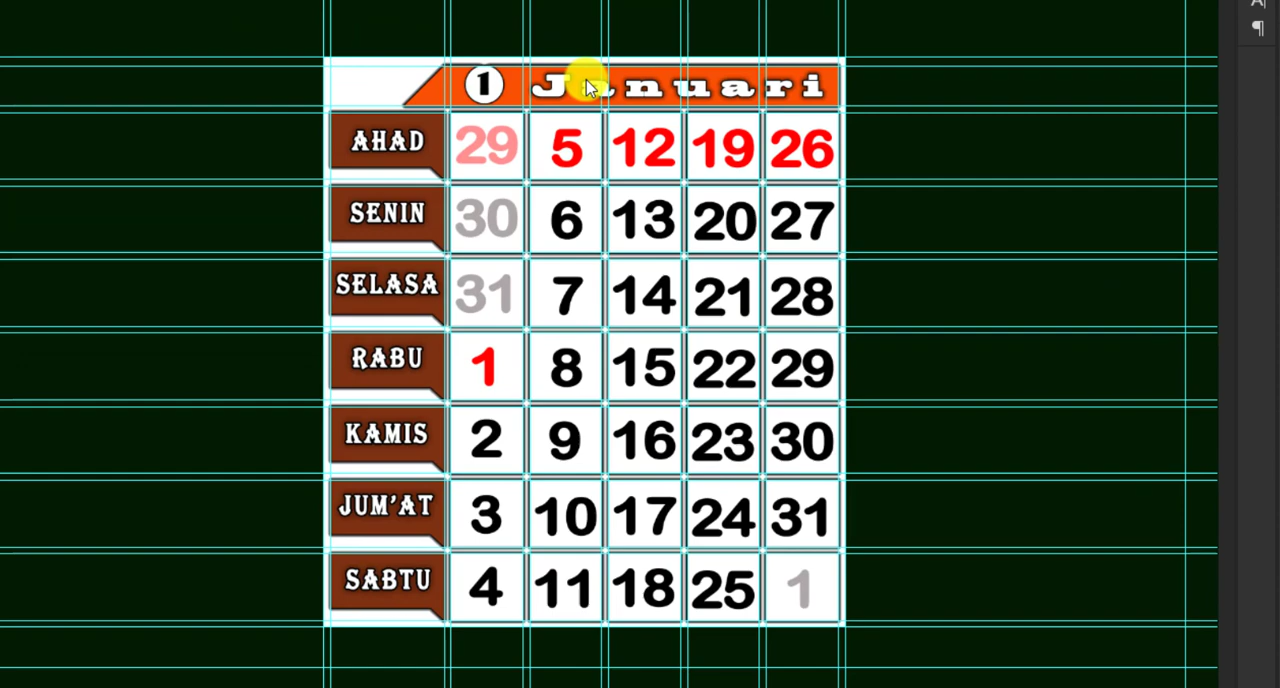 A
¶
1 Januari
AHAD 29 5 12 19 26
SENIN 30 6 13 20 27
SELASA 31 7 14 21 28
RABU 1 8 15 22 29
KAMIS 2 9 16 23 30
JUM'AT 3 10 17 24 31
SABTU 4 11 18 25 1